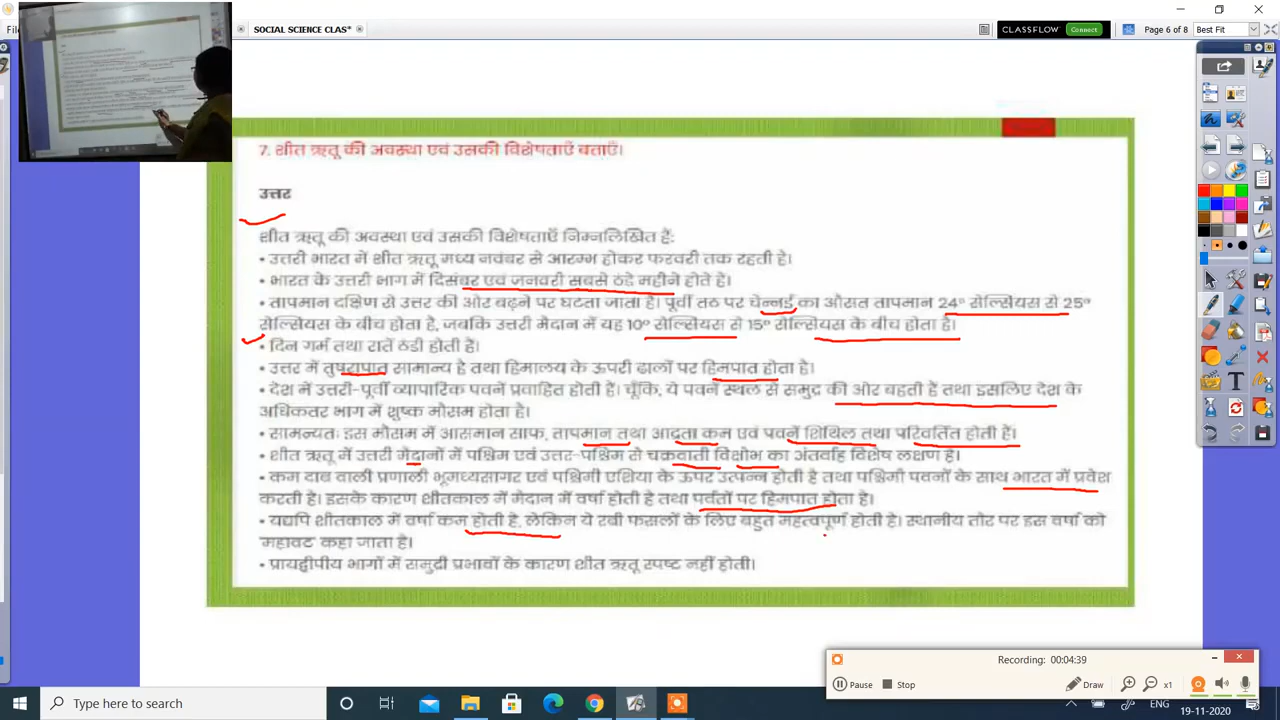 SOCIAL SCIENCE CLAS*
CLASSFLOW Connect
Page 6 of 8 Best Fit
7. शीत ऋतू की अवस्था एवं उसकी विशेषताएँ बताएँ।
उत्तर
शीत ऋतू की अवस्था एवं उसकी विशेषताएँ निम्नलिखित हैं:
• उत्तरी भारत में शीत ऋतू मध्य नवंबर से आरम्भ होकर फरवरी तक रहती है।
• भारत के उत्तरी भाग में दिसंबर एवं जनवरी सबसे ठंडे महीने होते है।
• तापमान दक्षिण से उत्तर की ओर बढ़ने पर घटता जाता है। पूर्वी तट पर चेन्नई का औसत तापमान 24° सेल्सियस से 25°
सेल्सियस के बीच होता है, जबकि उत्तरी मैदान में यह 10° सेल्सियस से 15° सेल्सियस के बीच होता है।
• दिन गर्म तथा रातें ठंडी होती हैं।
• उत्तर में तुषारापात सामान्य है तथा हिमालय के ऊपरी ढालों पर हिमपात होता है।
• देश में उत्तरी-पूर्वी व्यापारिक पवनें प्रवाहित होती हैं। चूँकि, ये पवनें स्थल से समुद्र की ओर बहती हैं तथा इसलिए देश के
अधिकतर भाग में शुष्क मौसम होता है।
• सामान्यतः इस मौसम में आसमान साफ, तापमान तथा आद्रता कम एवं पवनें शिथिल तथा परिवर्तित होती हैं।
• शीत ऋतू में उत्तरी मैदानों में पश्चिम एवं उत्तर-पश्चिम से चक्रवाती विक्षोभ का अंतर्वाह विशेष लक्षण है।
• कम दाब वाली प्रणाली भूमध्यसागर एवं पश्चिमी एशिया के ऊपर उत्पन्न होती है तथा पश्चिमी पवनों के साथ भारत में प्रवेश
करती है। इसके कारण शीतकाल में मैदान में वर्षा होती है तथा पर्वतों पर हिमपात होता है।
• यद्यपि शीतकाल में वर्षा कम होती है, लेकिन ये रबी फसलों के लिए बहुत महत्वपूर्ण होती है। स्थानीय तौर पर इस वर्षा को
महावट कहा जाता है।
• प्रायद्वीपीय भागों में समुद्री प्रभावों के कारण शीत ऋतू स्पष्ट नहीं होती।
Recording: 00:04:39
Pause Stop Draw x1
Type here to search
ENG 19-11-2020